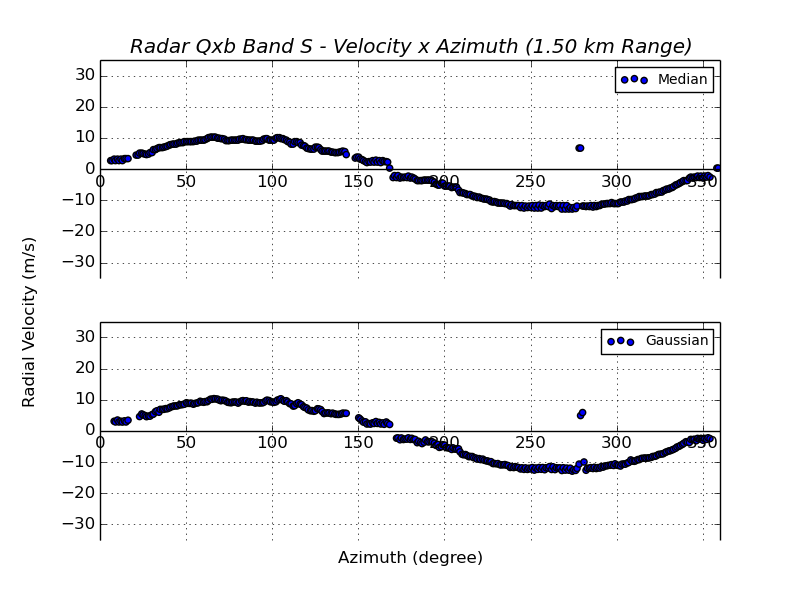 Radar Qxb Band S - Velocity x Azimuth (1.50 km Range)
30
20
10
0
−10
−20
−30
Median
0 50 100 150 200 250 300 350
Radial Velocity (m/s)
30
20
10
0
−10
−20
−30
Gaussian
0 50 100 150 200 250 300 350
Azimuth (degree)